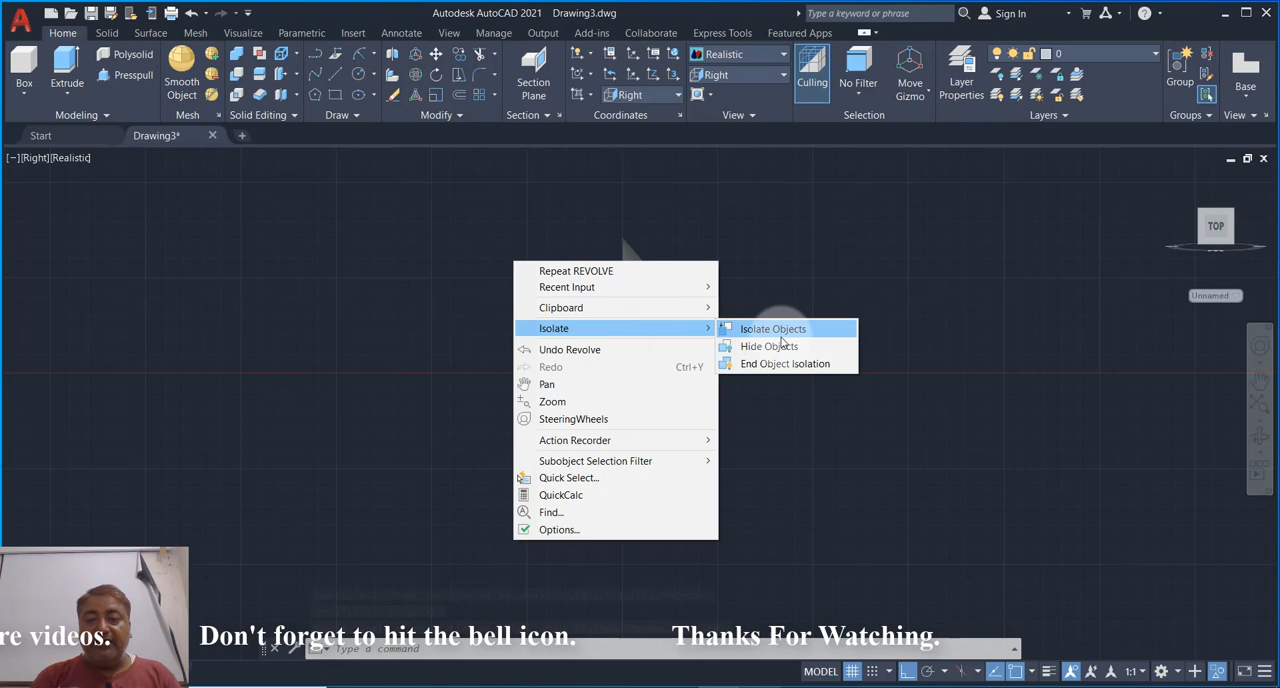 Autodesk AutoCAD 2021 Drawing3.dwg
Type a keyword or phrase
Sign In
Home Solid Surface Mesh Visualize Parametric Insert Annotate View Manage Output Add-ins Collaborate Express Tools Featured Apps
Box
Extrude
Polysolid
Presspull
Modeling
Smooth
Object
Mesh
Solid Editing
Draw
Modify
Section
Plane
Section
Right
Coordinates
Realistic
Right
View
Culling
No Filter
Move
Gizmo
Selection
Layer
Properties
0
Layers
Group
Groups
Base
View
Start
Drawing3*
[−][Right][Realistic]
TOP
Unnamed
Repeat REVOLVE
Recent Input
Clipboard
Isolate
Undo Revolve
Redo Ctrl+Y
Pan
Zoom
SteeringWheels
Action Recorder
Subobject Selection Filter
Quick Select...
QuickCalc
Find...
Options...
Isolate Objects
Hide Objects
End Object Isolation
re videos. Don't forget to hit the bell icon. Thanks For Watching.
Type a command
MODEL
1:1